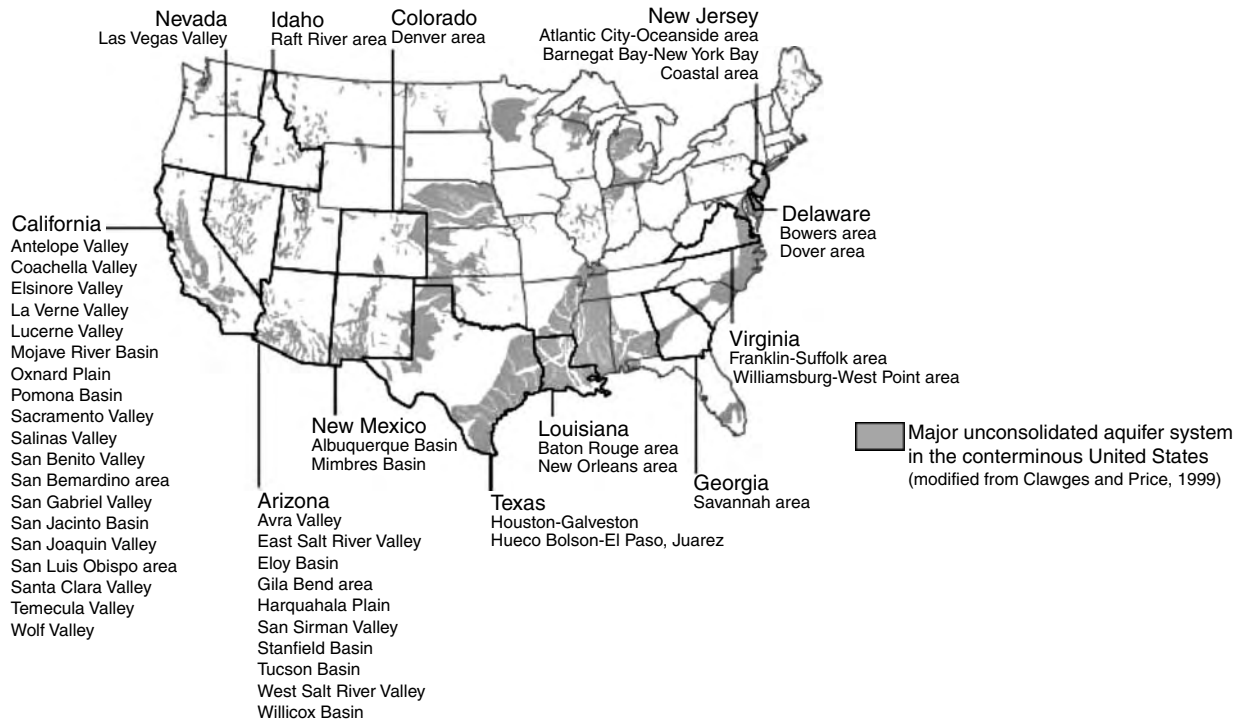 Nevada
Las Vegas Valley
Idaho
Raft River area
Colorado
Denver area
New Jersey
Atlantic City-Oceanside area
Barnegat Bay-New York Bay
Coastal area
California
Antelope Valley
Coachella Valley
Elsinore Valley
La Verne Valley
Lucerne Valley
Mojave River Basin
Oxnard Plain
Pomona Basin
Sacramento Valley
Salinas Valley
San Benito Valley
San Bemardino area
San Gabriel Valley
San Jacinto Basin
San Joaquin Valley
San Luis Obispo area
Santa Clara Valley
Temecula Valley
Wolf Valley
Arizona
Avra Valley
East Salt River Valley
Eloy Basin
Gila Bend area
Harquahala Plain
San Sirman Valley
Stanfield Basin
Tucson Basin
West Salt River Valley
Willicox Basin
New Mexico
Albuquerque Basin
Mimbres Basin
Texas
Houston-Galveston
Hueco Bolson-El Paso, Juarez
Louisiana
Baton Rouge area
New Orleans area
Georgia
Savannah area
Virginia
Franklin-Suffolk area
Williamsburg-West Point area
Delaware
Bowers area
Dover area
Major unconsolidated aquifer system
in the conterminous United States
(modified from Clawges and Price, 1999)